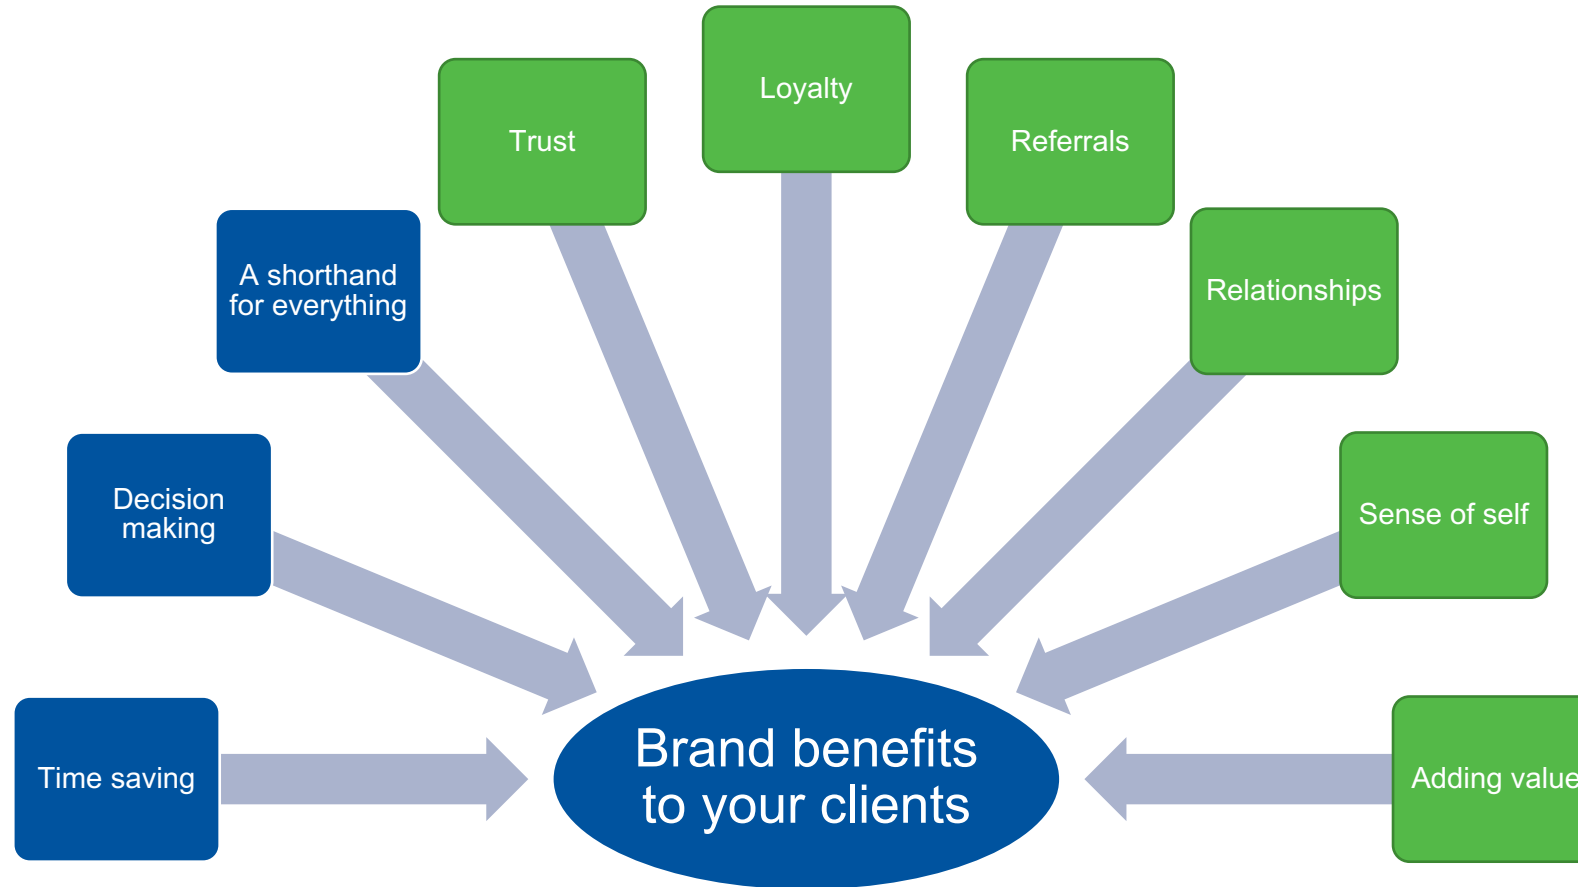 Loyalty
Trust
Referrals
A shorthand
for everything
Relationships
Decision
making
Sense of self
Time saving
Brand benefits
to your clients
Adding value